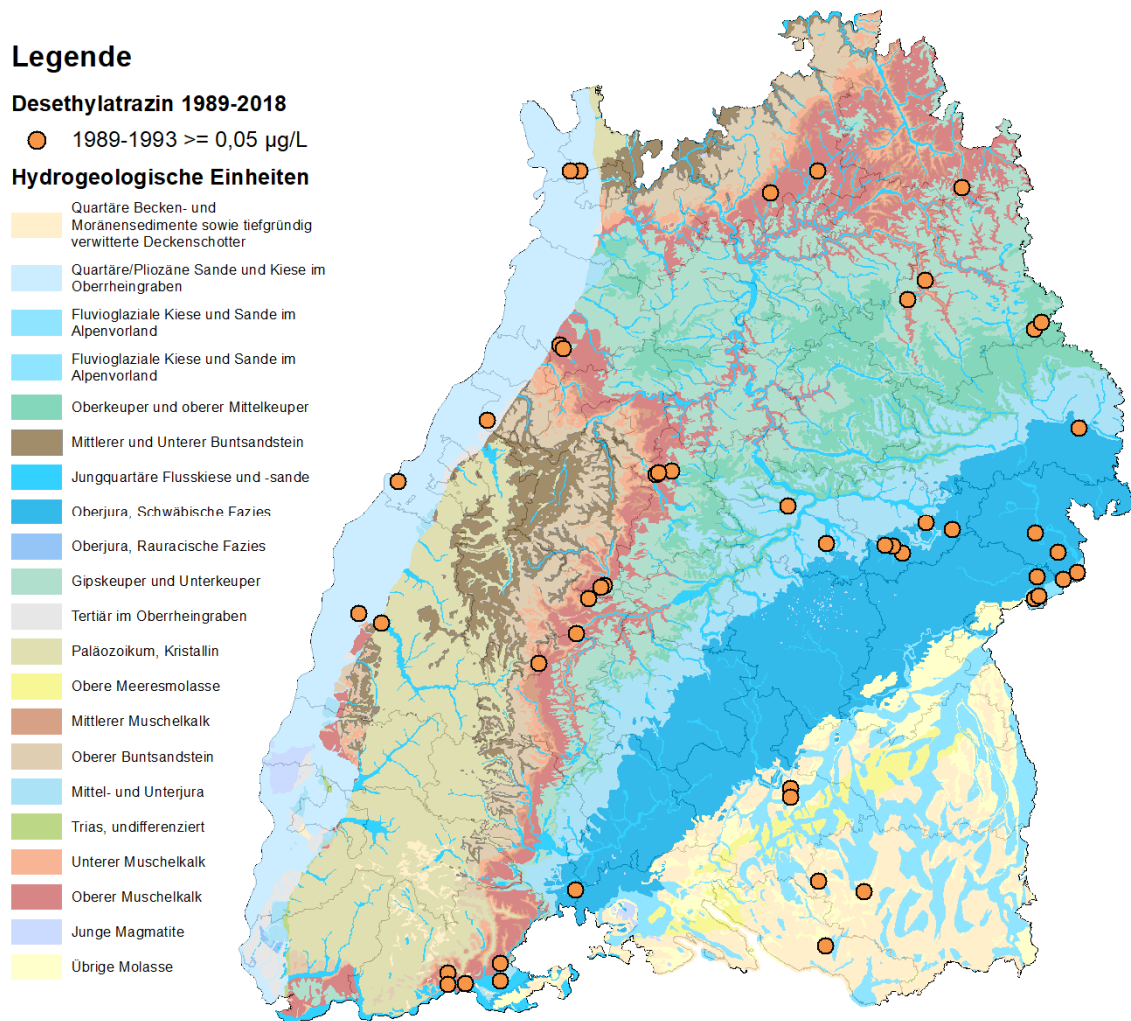 Legende
Desethylatrazin 1989-2018
1989-1993 >= 0,05 µg/L
Hydrogeologische Einheiten
Quartäre Becken- und
Moränensedimente sowie tiefgründig
verwitterte Deckenschotter
Quartäre/Pliozäne Sande und Kiese im
Oberrheingraben
Fluvioglaziale Kiese und Sande im
Alpenvorland
Fluvioglaziale Kiese und Sande im
Alpenvorland
Oberkeuper und oberer Mittelkeuper
Mittlerer und Unterer Buntsandstein
Jungquartäre Flusskiese und -sande
Oberjura, Schwäbische Fazies
Oberjura, Rauracische Fazies
Gipskeuper und Unterkeuper
Tertiär im Oberrheingraben
Paläozoikum, Kristallin
Obere Meeresmolasse
Mittlerer Muschelkalk
Oberer Buntsandstein
Mittel- und Unterjura
Trias, undifferenziert
Unterer Muschelkalk
Oberer Muschelkalk
Junge Magmatite
Übrige Molasse